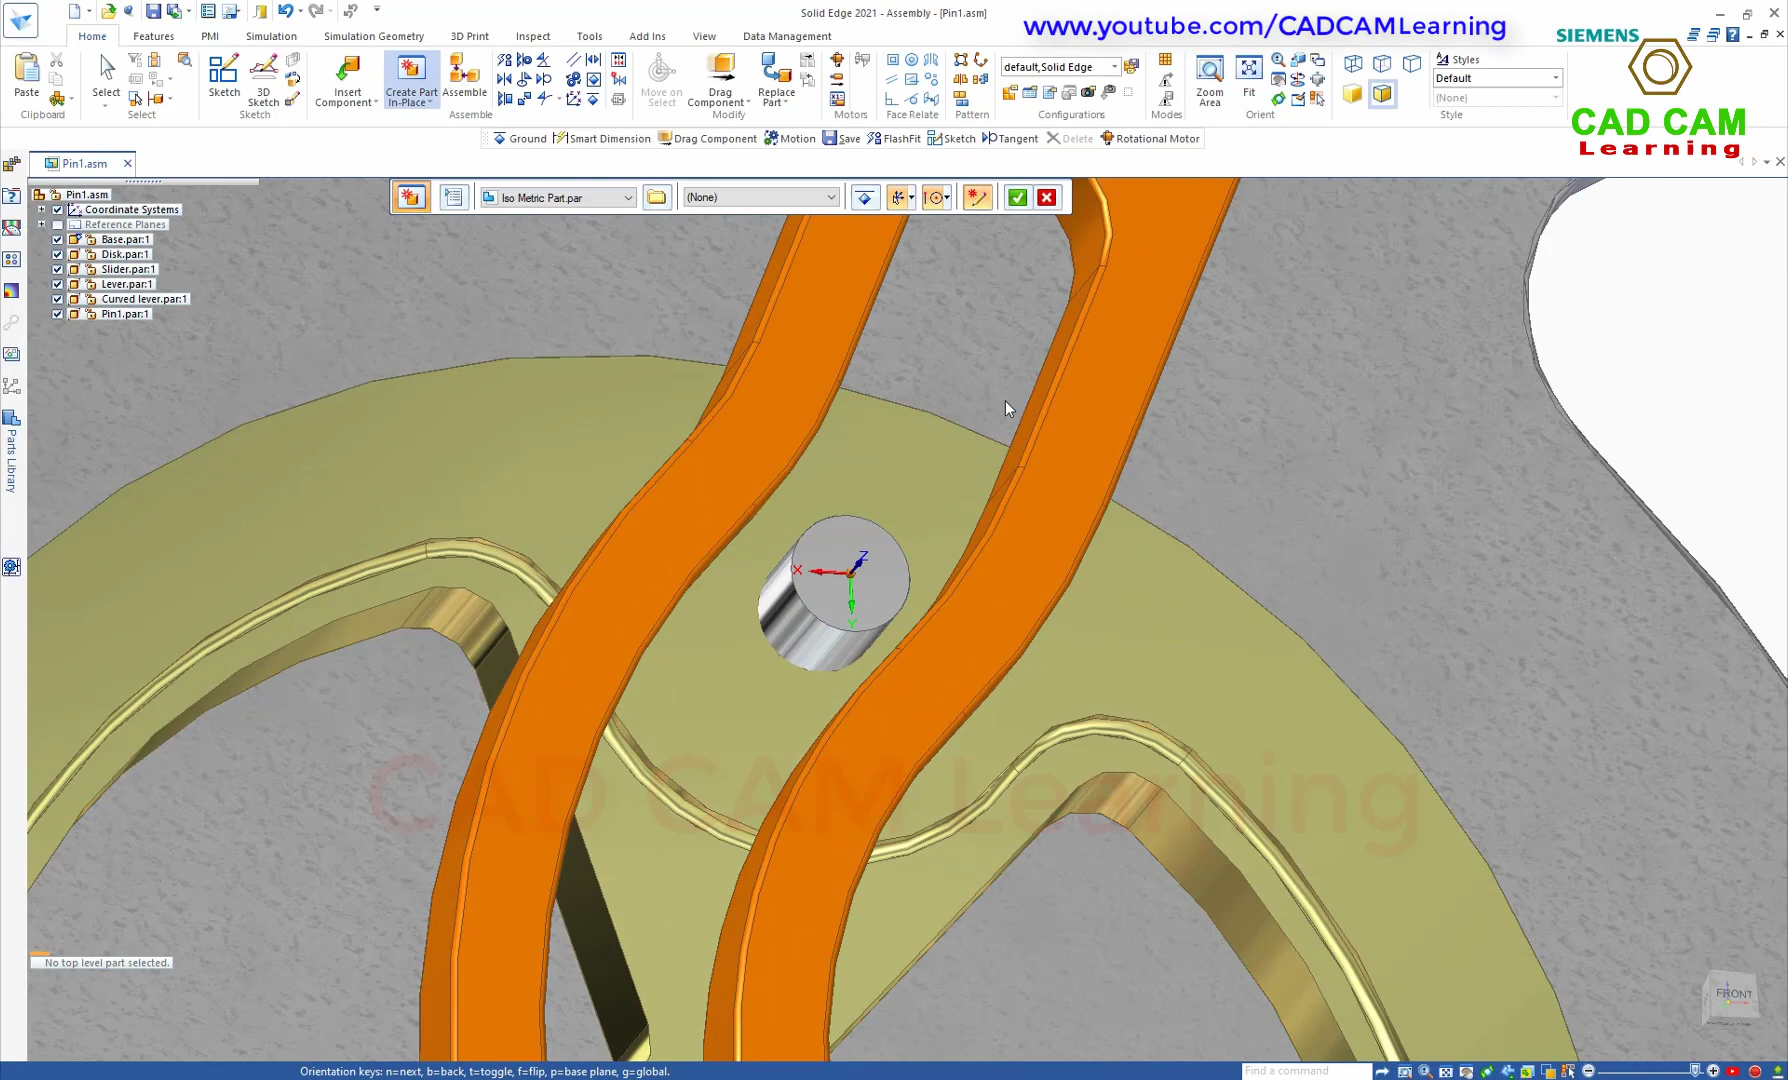 Solid Edge 2021 - Assembly - [Pin1.asm]
www.youtube.com/CADCAMLearning
SIEMENS
Home Features PMI Simulation Simulation Geometry 3D Print Inspect Tools Add Ins View Data Management
Paste
Clipboard
Select
Select
Sketch
3D Sketch
Sketch
Insert Component
Create Part In-Place
Assemble
Assemble
Move on Select
Drag Component
Replace Part
Modify
Motors
Face Relate
Pattern
default,Solid Edge
Configurations
Modes
Zoom Area
Fit
Orient
Styles
Default
(None)
Style
CAD CAM
Learning
Ground Smart Dimension Drag Component Motion Save FlashFit Sketch Tangent Delete Rotational Motor
Pin1.asm
Iso Metric Part.par (None)
Pin1.asm
Coordinate Systems
Reference Planes
Base.par:1
Disk.par:1
Slider.par:1
Lever.par:1
Curved lever.par:1
Pin1.par:1
Parts Library
X
Z
Y
CAD CAM Learning
No top level part selected.
FRONT
Orientation keys: n=next, b=back, t=toggle, f=flip, p=base plane, g=global.
Find a command